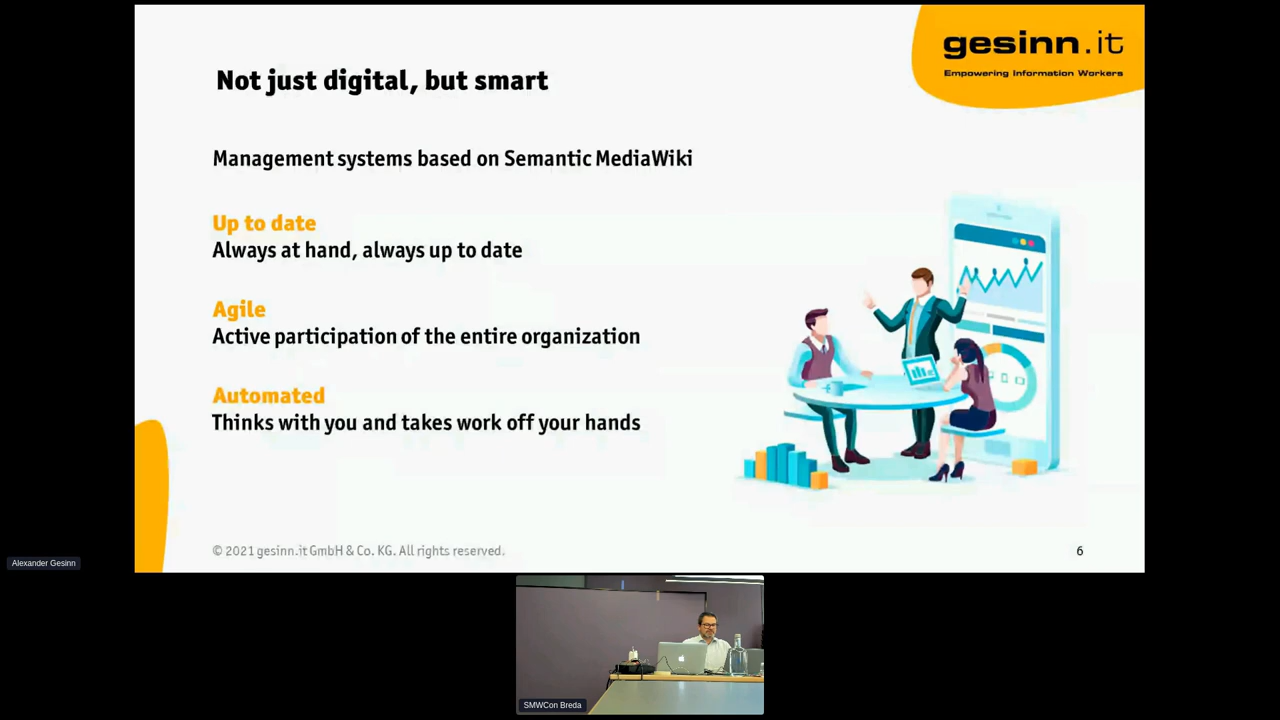 gesinn.it
Empowering Information Workers
Not just digital, but smart
Management systems based on Semantic MediaWiki
Up to date
Always at hand, always up to date
Agile
Active participation of the entire organization
Automated
Thinks with you and takes work off your hands
© 2021 gesinn.it GmbH & Co. KG. All rights reserved.
6
Alexander Gesinn
SMWCon Breda